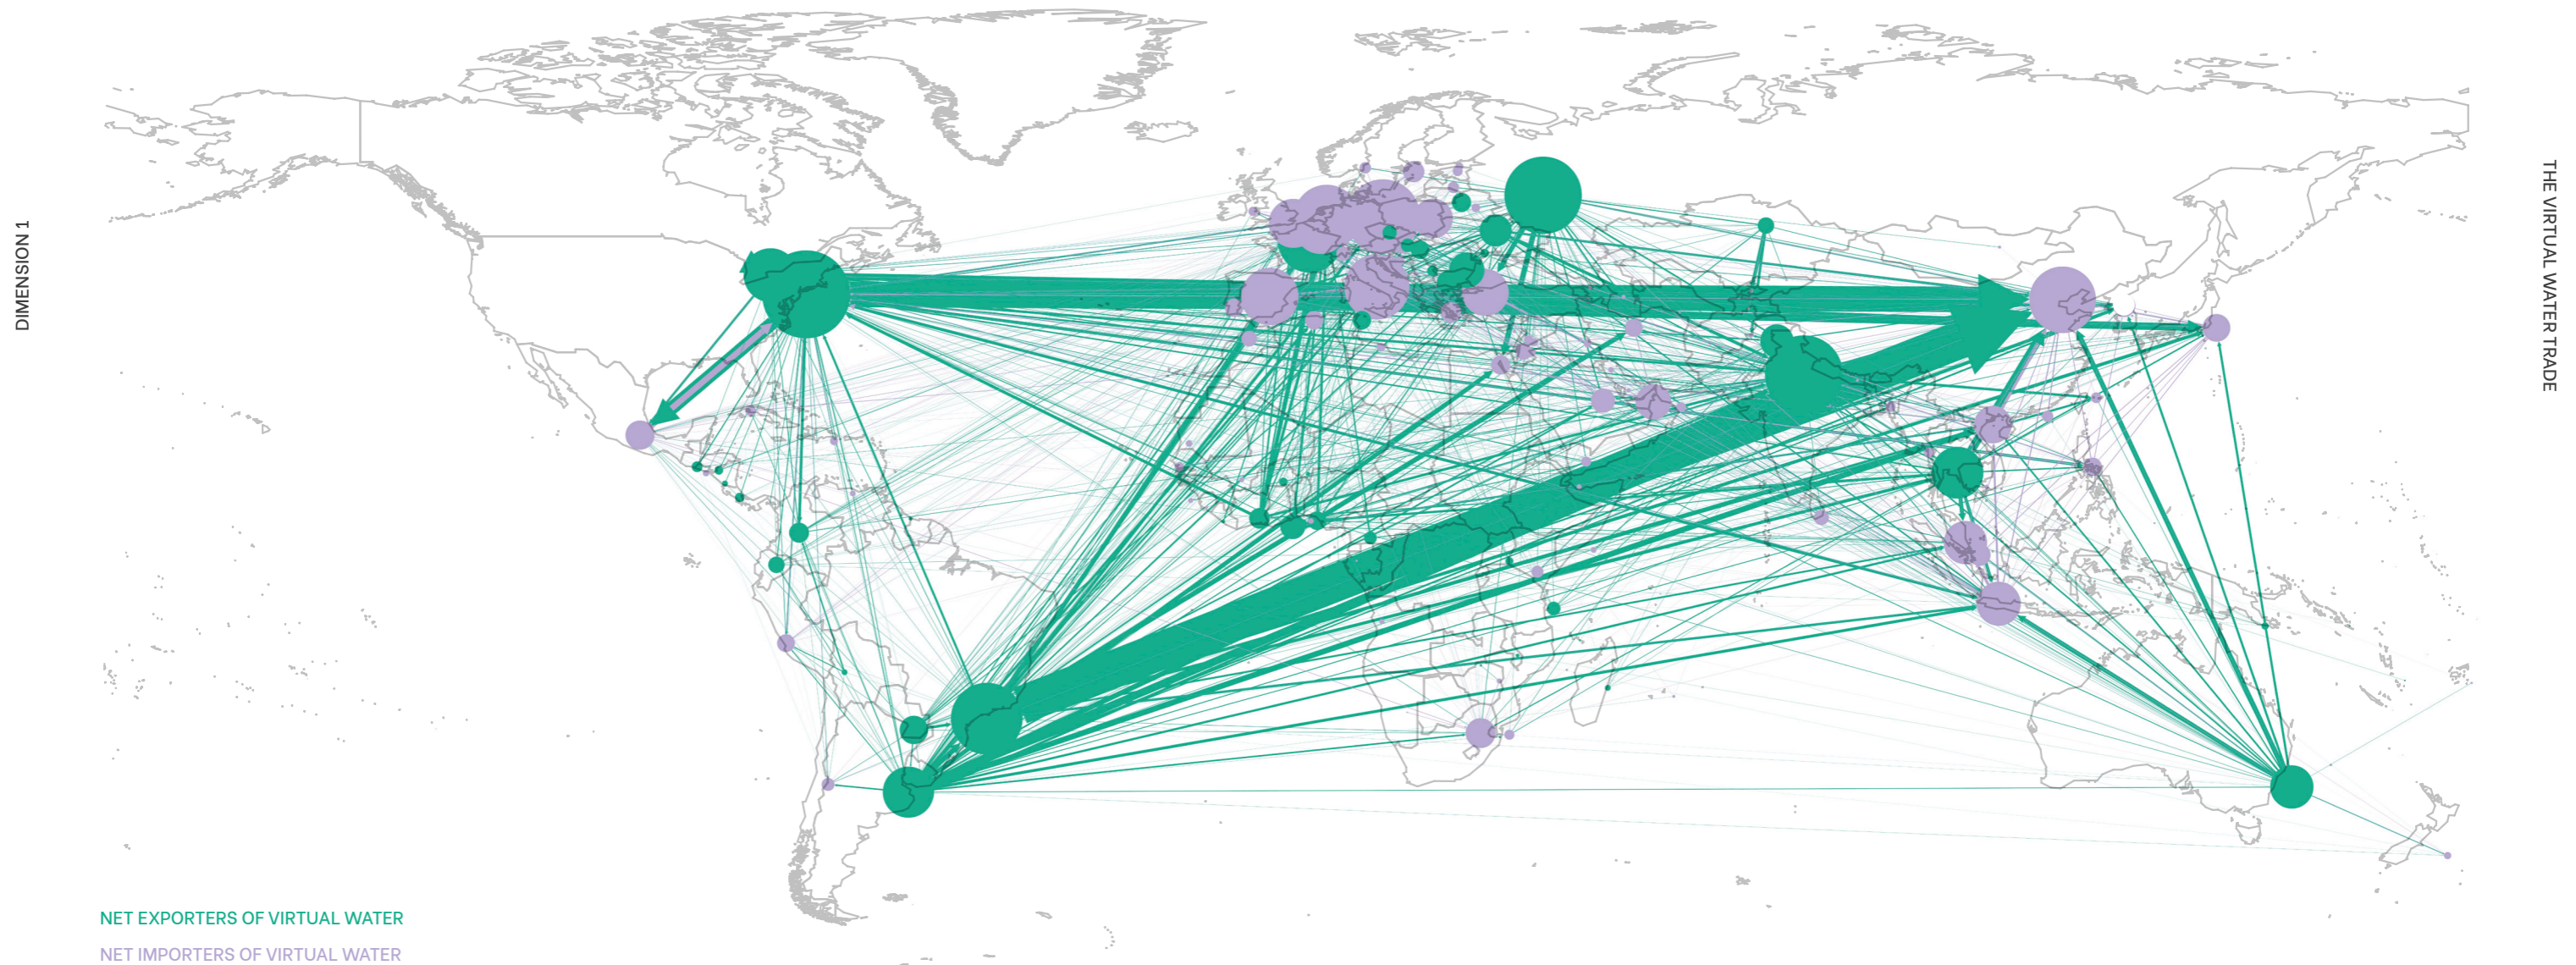 DIMENSION 1
THE VIRTUAL WATER TRADE
NET EXPORTERS OF VIRTUAL WATER
NET IMPORTERS OF VIRTUAL WATER